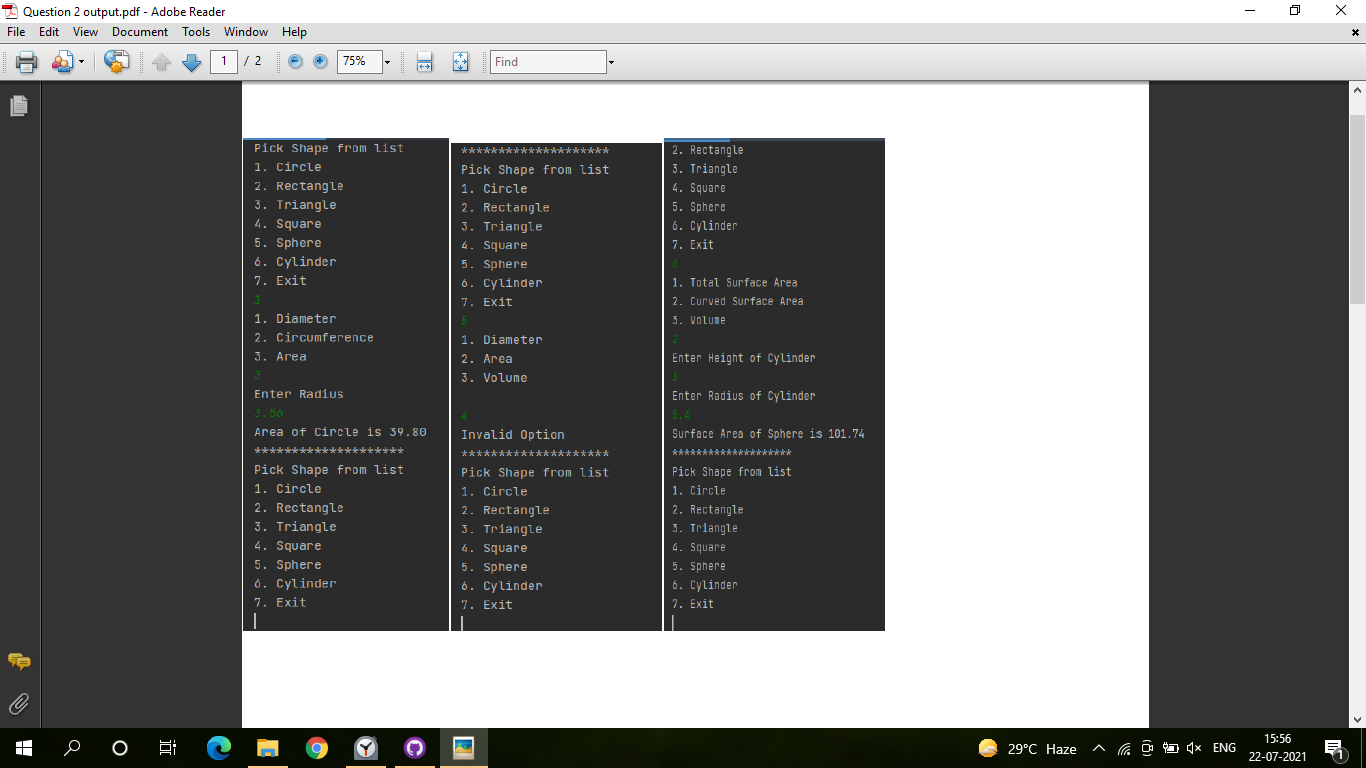 Question 2 output.pdf - Adobe Reader
File Edit View Document Tools Window Help
1 / 2 75% Find
Pick Shape from list
1. Circle
2. Rectangle
3. Triangle
4. Square
5. Sphere
6. Cylinder
7. Exit
1
1. Diameter
2. Circumference
3. Area
3
Enter Radius
3.56
Area of Circle is 39.80
********************
Pick Shape from list
1. Circle
2. Rectangle
3. Triangle
4. Square
5. Sphere
6. Cylinder
7. Exit
********************
Pick Shape from list
1. Circle
2. Rectangle
3. Triangle
4. Square
5. Sphere
6. Cylinder
7. Exit
5
1. Diameter
2. Area
3. Volume
4
Invalid Option
********************
Pick Shape from list
1. Circle
2. Rectangle
3. Triangle
4. Square
5. Sphere
6. Cylinder
7. Exit
2. Rectangle
3. Triangle
4. Square
5. Sphere
6. Cylinder
7. Exit
6
1. Total Surface Area
2. Curved Surface Area
3. Volume
2
Enter Height of Cylinder
3
Enter Radius of Cylinder
5.4
Surface Area of Sphere is 101.74
********************
Pick Shape from list
1. Circle
2. Rectangle
3. Triangle
4. Square
5. Sphere
6. Cylinder
7. Exit
29°C Haze ENG 15:56
22-07-2021
1